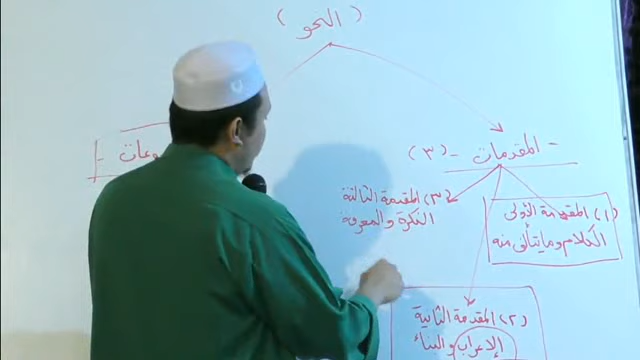 ( النحو )
- المقدمات - (٣)
(١) المقدمة الأولى
الكلام وما يتألف منه
(٣) المقدمة الثالثة
النكرة والمعرفة
(٢) المقدمة الثانية
الإعراب والبناء